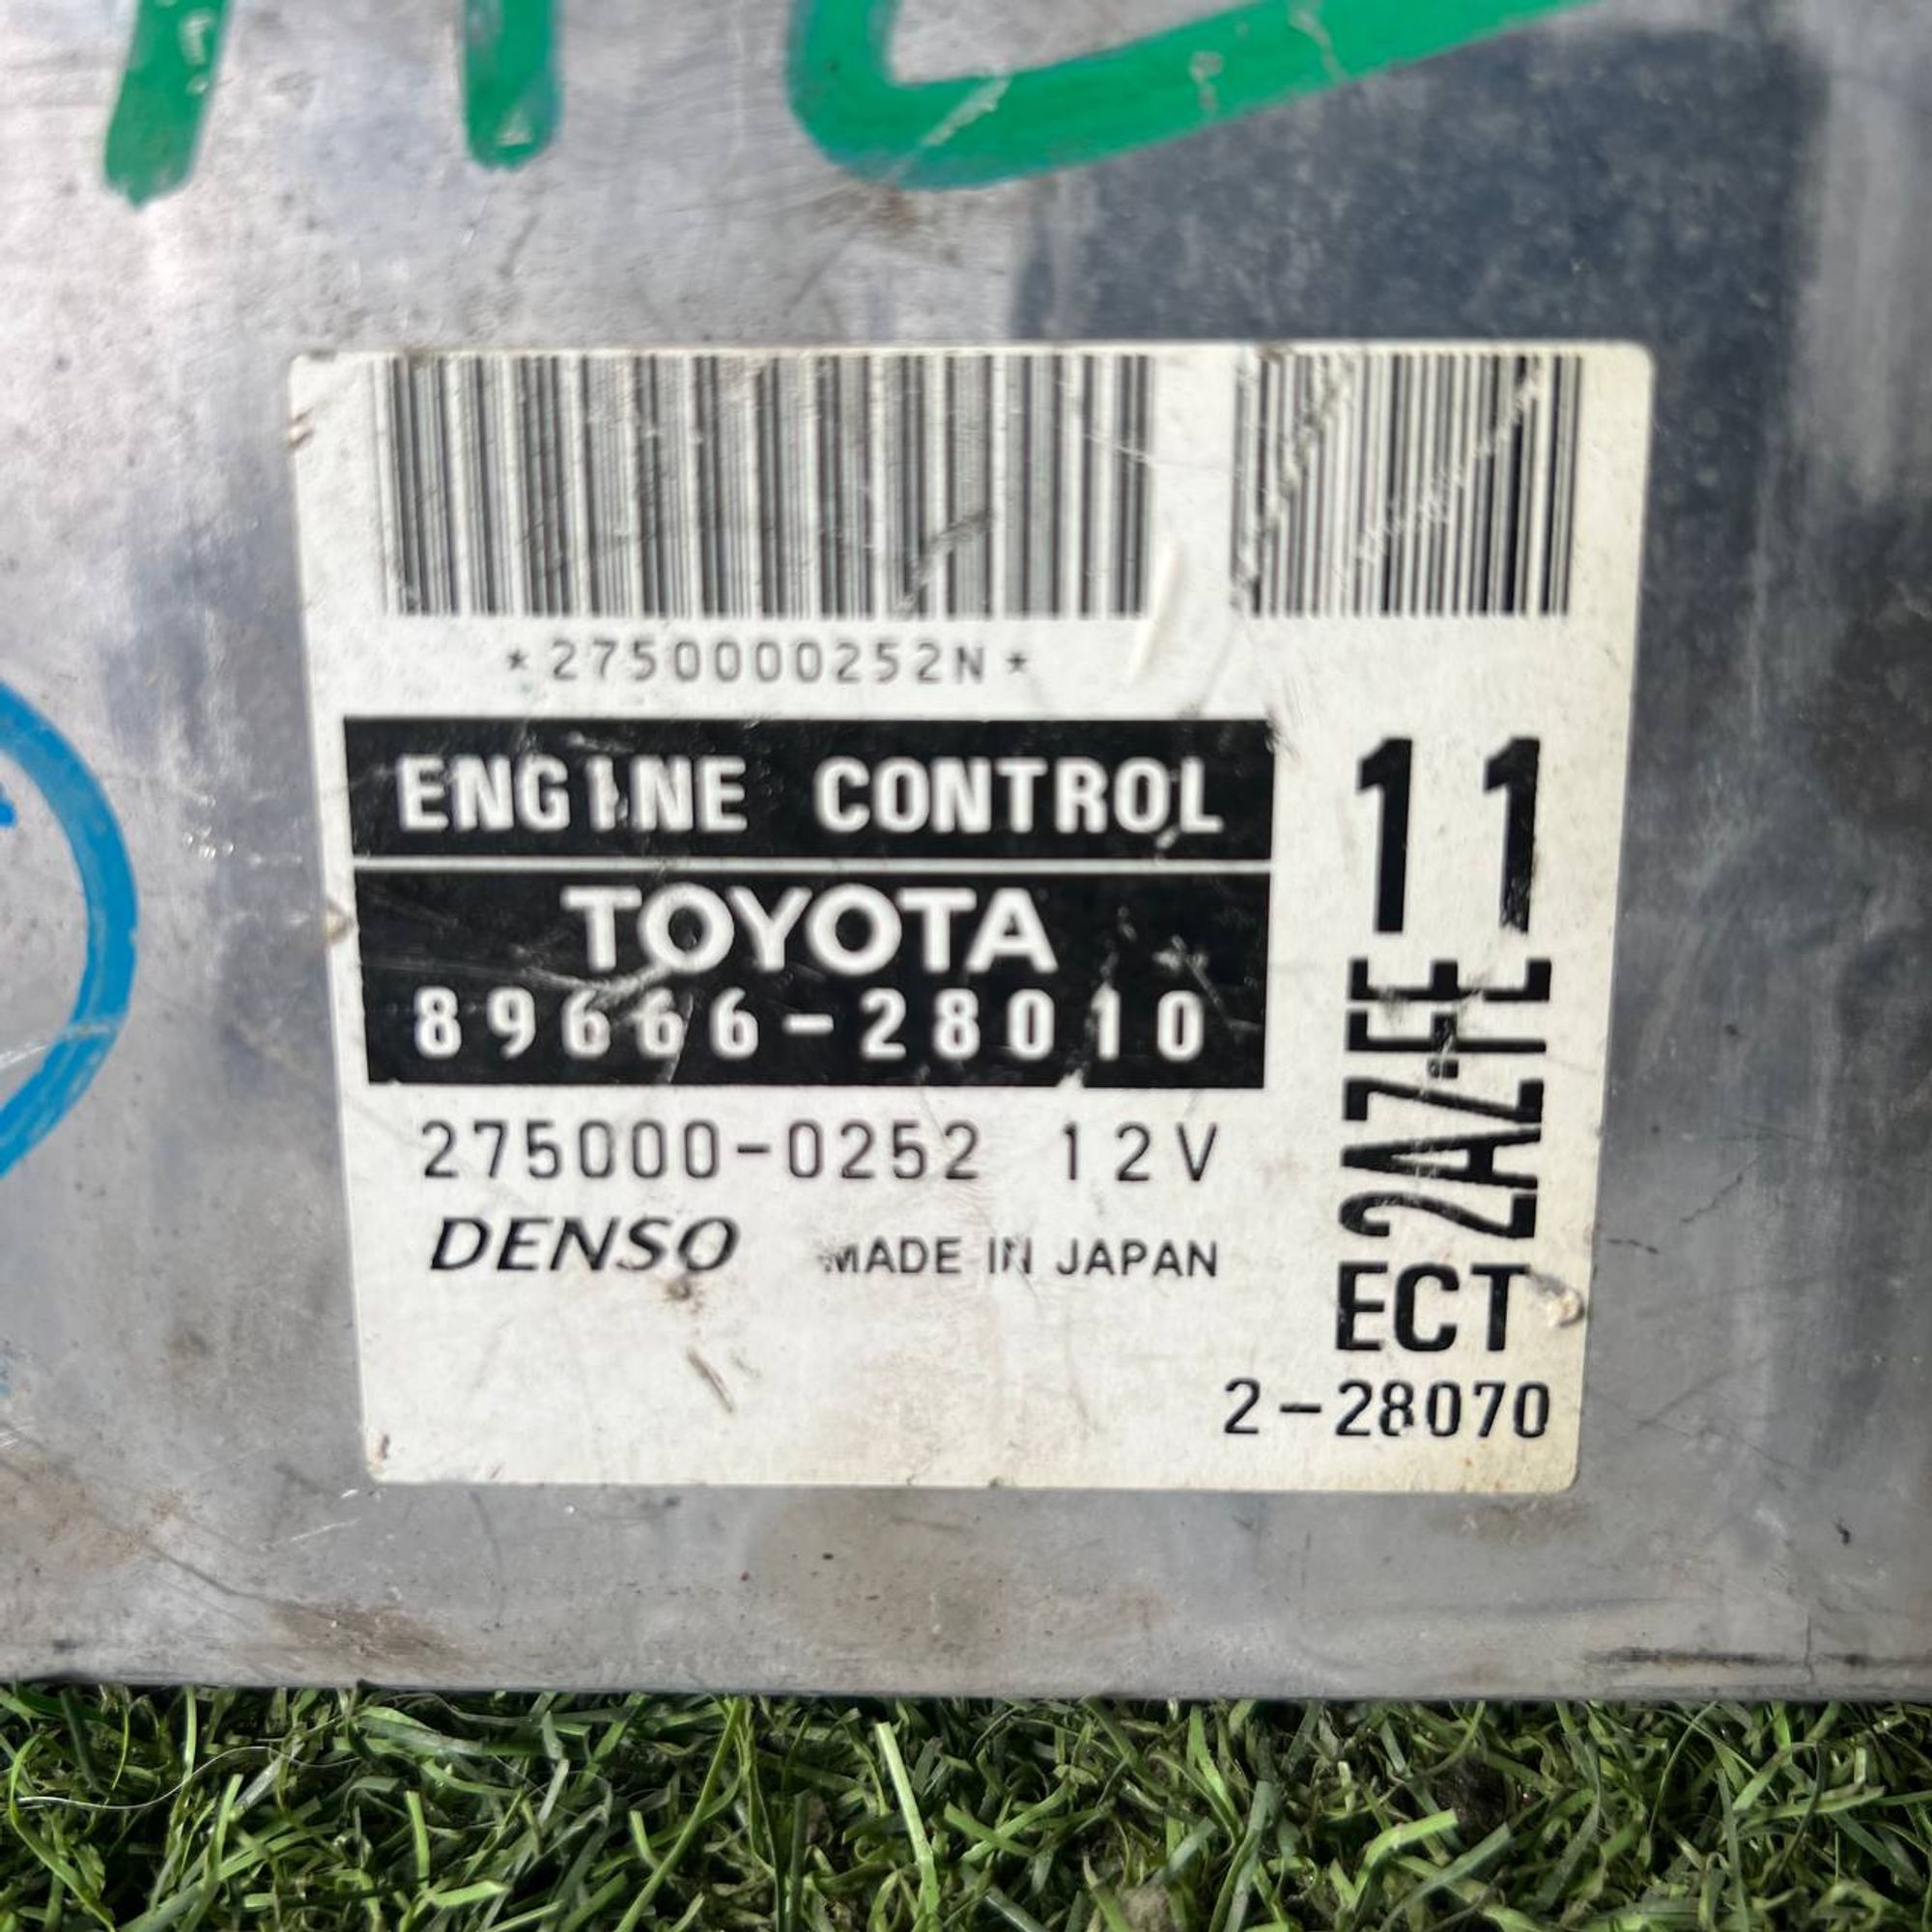 *2750000252N*
ENGINE CONTROL
TOYOTA
89666-28010
275000-0252 12V
DENSO MADE IN JAPAN
11
2AZ-FE
ECT
2-28070